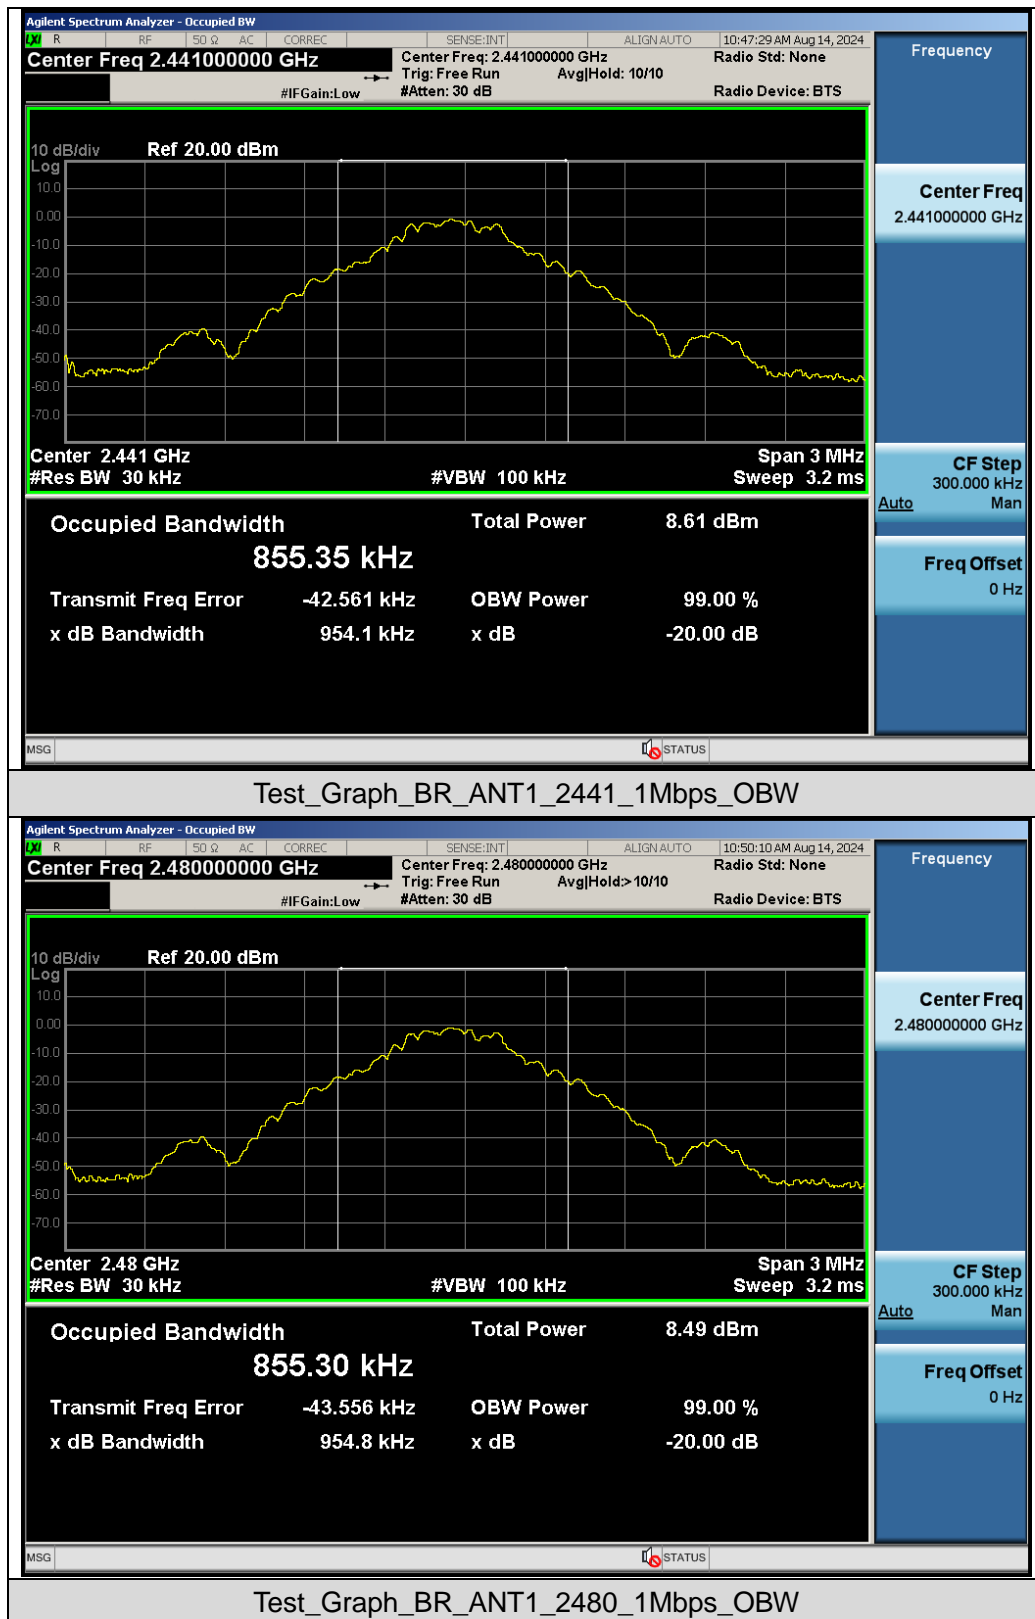 Agilent Spectrum Analyzer - Occupied BW
LXI R RF 50 Ω AC CORREC SENSE:INT ALIGN AUTO 10:47:29 AM Aug 14, 2024
Center Freq 2.441000000 GHz
Center Freq: 2.441000000 GHz
Radio Std: None
Trig: Free Run Avg|Hold: 10/10
#IFGain:Low #Atten: 30 dB Radio Device: BTS
Frequency
10 dB/div Ref 20.00 dBm
Log
10.0
0.00
-10.0
-20.0
-30.0
-40.0
-50.0
-60.0
-70.0
Center 2.441 GHz Span 3 MHz
#Res BW 30 kHz #VBW 100 kHz Sweep 3.2 ms
Center Freq
2.441000000 GHz
CF Step
300.000 kHz
Auto Man
Freq Offset
0 Hz
Occupied Bandwidth Total Power 8.61 dBm
855.35 kHz
Transmit Freq Error -42.561 kHz OBW Power 99.00 %
x dB Bandwidth 954.1 kHz x dB -20.00 dB
MSG STATUS
Test_Graph_BR_ANT1_2441_1Mbps_OBW
Agilent Spectrum Analyzer - Occupied BW
LXI R RF 50 Ω AC CORREC SENSE:INT ALIGN AUTO 10:50:10 AM Aug 14, 2024
Center Freq 2.480000000 GHz
Center Freq: 2.480000000 GHz
Radio Std: None
Trig: Free Run Avg|Hold:>10/10
#IFGain:Low #Atten: 30 dB Radio Device: BTS
Frequency
10 dB/div Ref 20.00 dBm
Log
10.0
0.00
-10.0
-20.0
-30.0
-40.0
-50.0
-60.0
-70.0
Center 2.48 GHz Span 3 MHz
#Res BW 30 kHz #VBW 100 kHz Sweep 3.2 ms
Center Freq
2.480000000 GHz
CF Step
300.000 kHz
Auto Man
Freq Offset
0 Hz
Occupied Bandwidth Total Power 8.49 dBm
855.30 kHz
Transmit Freq Error -43.556 kHz OBW Power 99.00 %
x dB Bandwidth 954.8 kHz x dB -20.00 dB
MSG STATUS
Test_Graph_BR_ANT1_2480_1Mbps_OBW